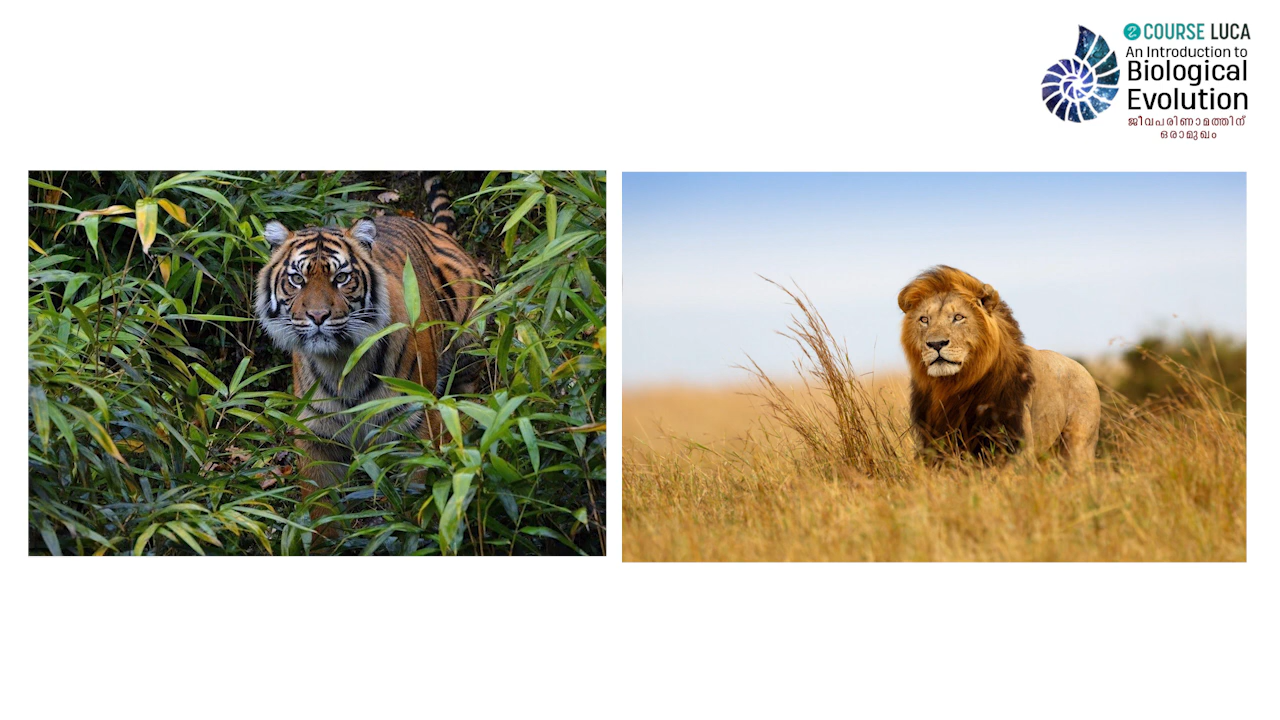 COURSE LUCA
An Introduction to
Biological
Evolution
ജീവപരിണാമത്തിന്
ഒരാമുഖം